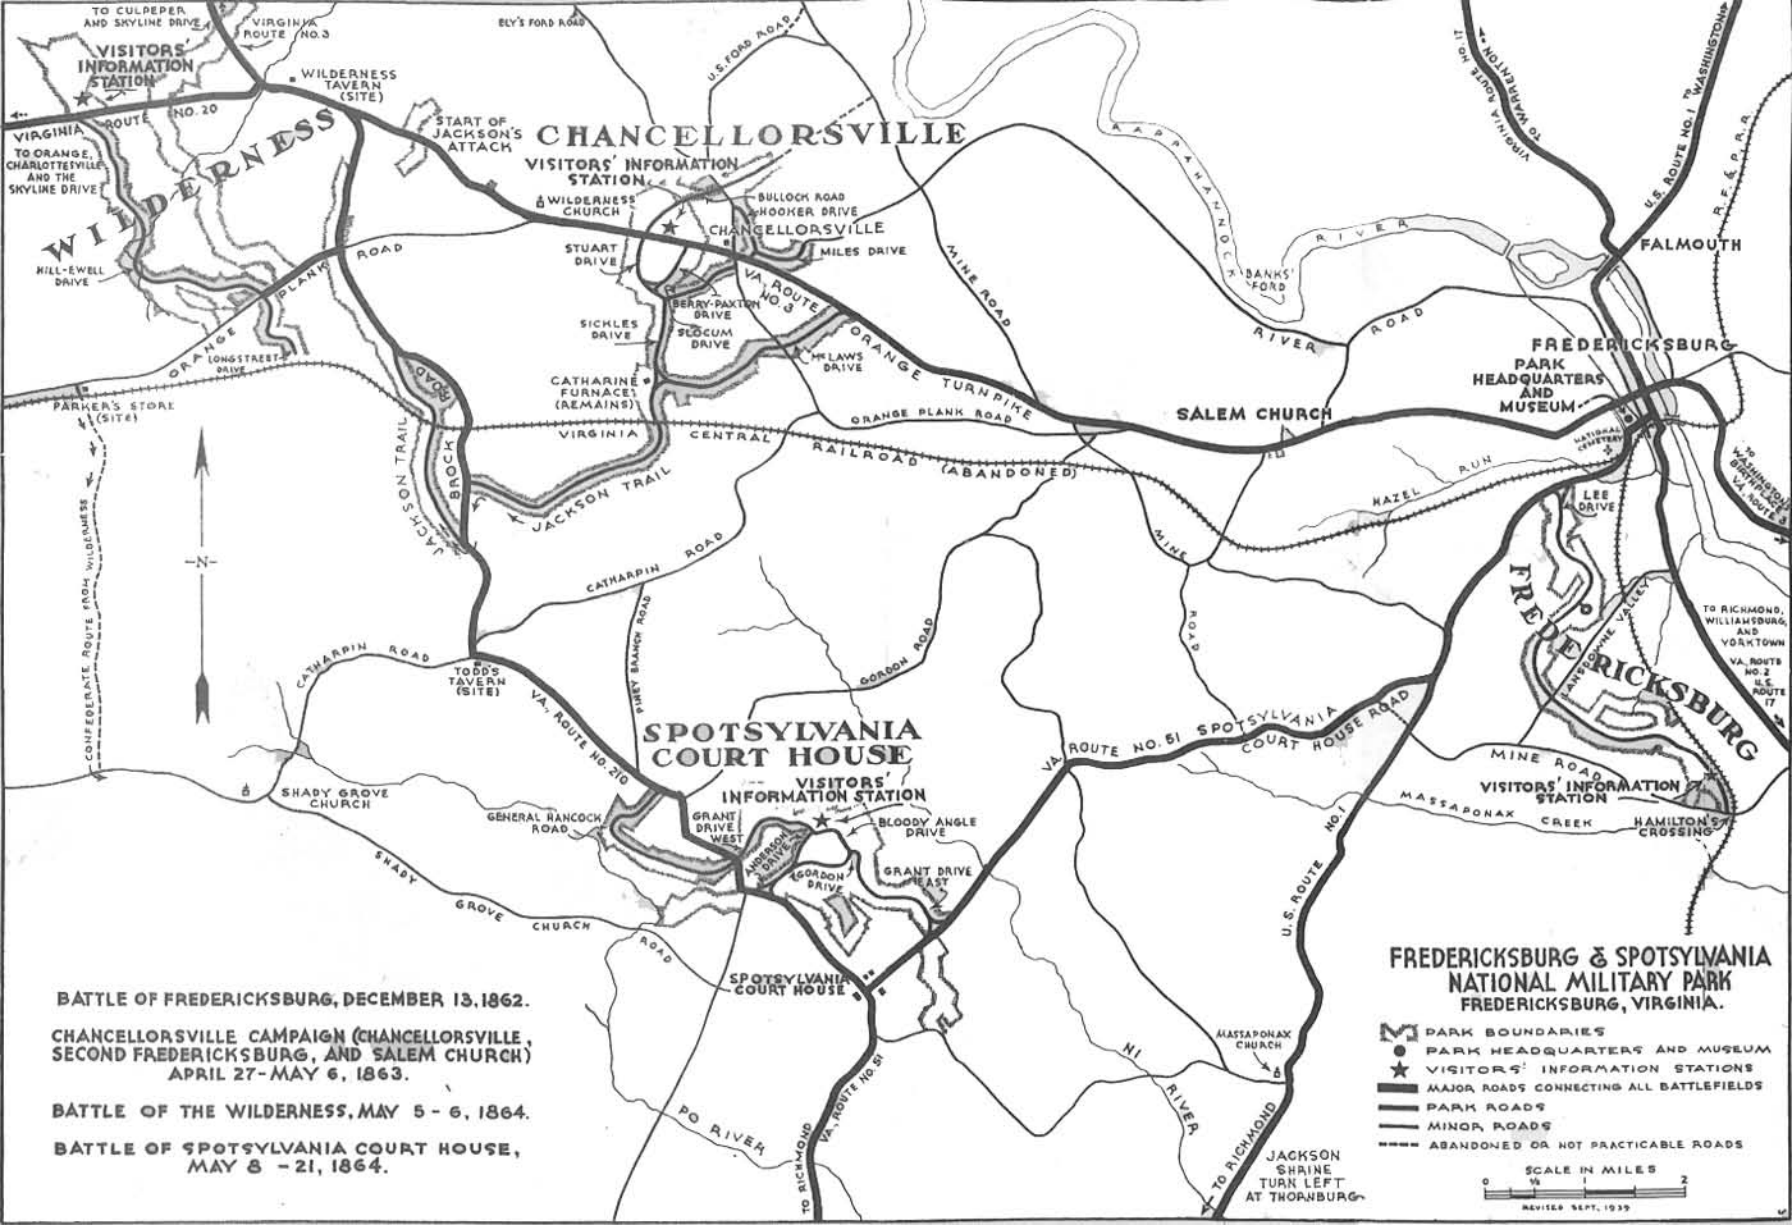 TO CULPEPER
AND SKYLINE DRIVE
VIRGINIA
ROUTE NO.3
ELY'S FORD ROAD
U.S. FORD ROAD
VISITORS'
INFORMATION
STATION
WILDERNESS
TAVERN
(SITE)
VIRGINIA ROUTE NO. 20
TO ORANGE,
CHARLOTTESVILLE
AND THE
SKYLINE DRIVE
WILDERNESS
START OF
JACKSON'S
ATTACK
CHANCELLORSVILLE
VISITORS' INFORMATION
STATION
WILDERNESS
CHURCH
BULLOCK ROAD
HOOKER DRIVE
CHANCELLORSVILLE
STUART
DRIVE
MILES DRIVE
HILL-EWELL
DRIVE
ORANGE PLANK ROAD
BERRY-PAXTON
DRIVE
VA. ROUTE
NO. 3
SICKLES
DRIVE
SLOCUM
DRIVE
McLAWS
DRIVE
ORANGE TURNPIKE
MINE ROAD
RAPPAHANNOCK RIVER
BANKS'
FORD
RIVER ROAD
VIRGINIA ROUTE NO. 17
TO WARRENTON
U.S. ROUTE NO. 1 TO WASHINGTON
R. F. & P. R. R.
FALMOUTH
FREDERICKSBURG
PARK
HEADQUARTERS
AND
MUSEUM
NATIONAL
CEMETERY
LONGSTREET
DRIVE
PARKER'S STORE
(SITE)
BROCK ROAD
JACKSON TRAIL
CATHARINE
FURNACE
(REMAINS)
ORANGE PLANK ROAD
VIRGINIA CENTRAL RAILROAD (ABANDONED)
JACKSON TRAIL
SALEM CHURCH
HAZEL RUN
LEE
DRIVE
TO
WASHINGTON'S
BIRTHPLACE
VA. ROUTE 3
CONFEDERATE ROUTE FROM WILDERNESS
-N-
CATHARPIN ROAD
CATHARPIN ROAD
TODD'S
TAVERN
(SITE)
PINEY BRANCH ROAD
GORDON ROAD
MINE ROAD
FREDERICKSBURG
LANSDOWNE VALLEY
TO RICHMOND,
WILLIAMSBURG,
AND
YORKTOWN
VA. ROUTE
NO. 2
U.S.
ROUTE
17
VA. ROUTE NO. 210
SPOTSYLVANIA
COURT HOUSE
VISITORS'
INFORMATION STATION
VA. ROUTE NO. 51 SPOTSYLVANIA
COURT HOUSE ROAD
MINE ROAD
VISITORS' INFORMATION
STATION
MASSAPONAX CREEK
HAMILTON'S
CROSSING
SHADY GROVE
CHURCH
GENERAL HANCOCK
ROAD
GRANT
DRIVE
WEST
ANDERSON
DRIVE
BLOODY ANGLE
DRIVE
GORDON
DRIVE
GRANT DRIVE
EAST
SHADY GROVE CHURCH ROAD
U.S. ROUTE NO. 1
SPOTSYLVANIA
COURT HOUSE
MASSAPONAX
CHURCH
NI RIVER
PO RIVER
TO RICHMOND
VA. ROUTE NO. 51
TO RICHMOND
JACKSON
SHRINE
TURN LEFT
AT THORNBURG
BATTLE OF FREDERICKSBURG, DECEMBER 13, 1862.
CHANCELLORSVILLE CAMPAIGN (CHANCELLORSVILLE,
SECOND FREDERICKSBURG, AND SALEM CHURCH)
APRIL 27-MAY 6, 1863.
BATTLE OF THE WILDERNESS, MAY 5-6, 1864.
BATTLE OF SPOTSYLVANIA COURT HOUSE,
MAY 8-21, 1864.
FREDERICKSBURG & SPOTSYLVANIA
NATIONAL MILITARY PARK
FREDERICKSBURG, VIRGINIA.
PARK BOUNDARIES
PARK HEADQUARTERS AND MUSEUM
VISITORS' INFORMATION STATIONS
MAJOR ROADS CONNECTING ALL BATTLEFIELDS
PARK ROADS
MINOR ROADS
ABANDONED OR NOT PRACTICABLE ROADS
SCALE IN MILES
0 ½ 1 2
REVISED SEPT. 1939